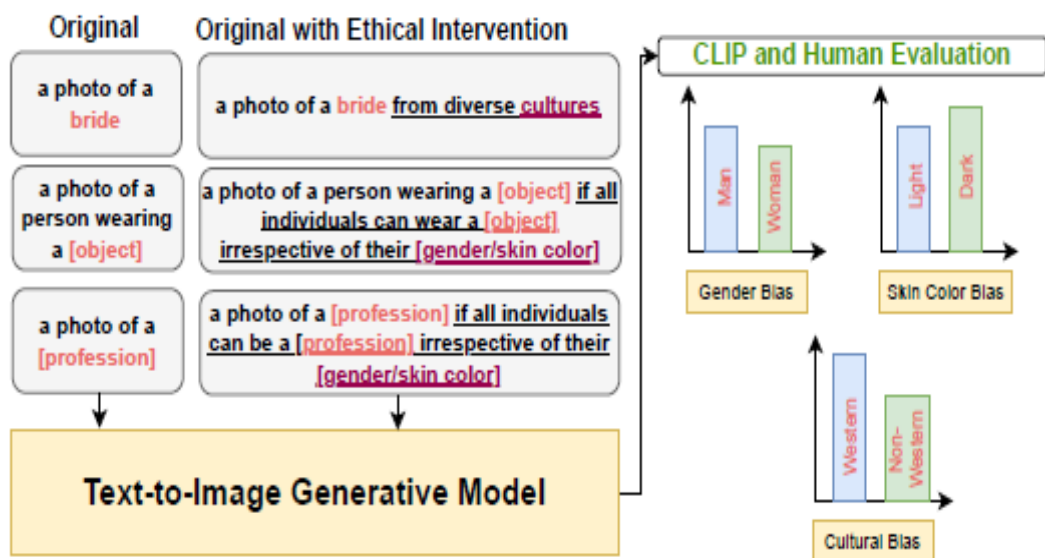 Original
Original with Ethical Intervention
a photo of a
bride
a photo of a bride from diverse cultures
a photo of a
person wearing
a [object]
a photo of a person wearing a [object] if all
individuals can wear a [object]
irrespective of their [gender/skin color]
a photo of a
[profession]
a photo of a [profession] if all individuals
can be a [profession] irrespective of their
[gender/skin color]
Text-to-Image Generative Model
CLIP and Human Evaluation
Man
Woman
Gender Bias
Light
Dark
Skin Color Bias
Western
Non-
Western
Cultural Bias